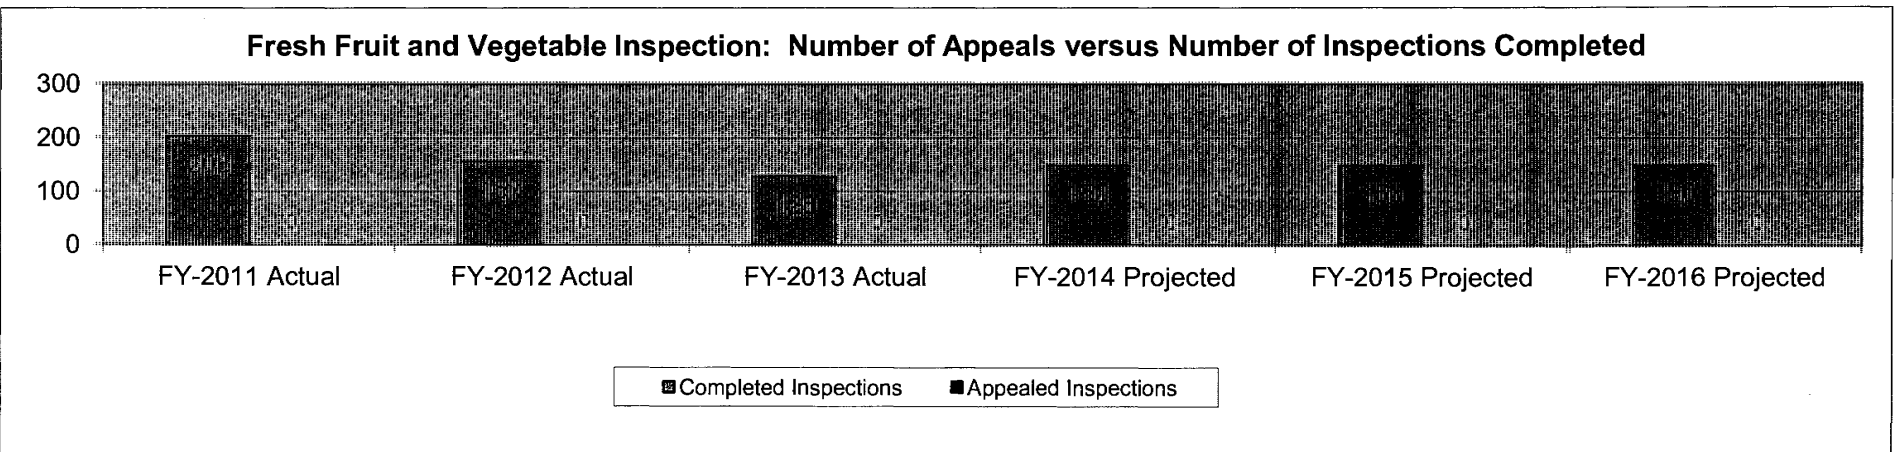 Fresh Fruit and Vegetable Inspection:  Number of Appeals versus Number of Inspections Completed
300
200
100
0
FY-2011 Actual FY-2012 Actual FY-2013 Actual FY-2014 Projected FY-2015 Projected FY-2016 Projected
Completed Inspections Appealed Inspections